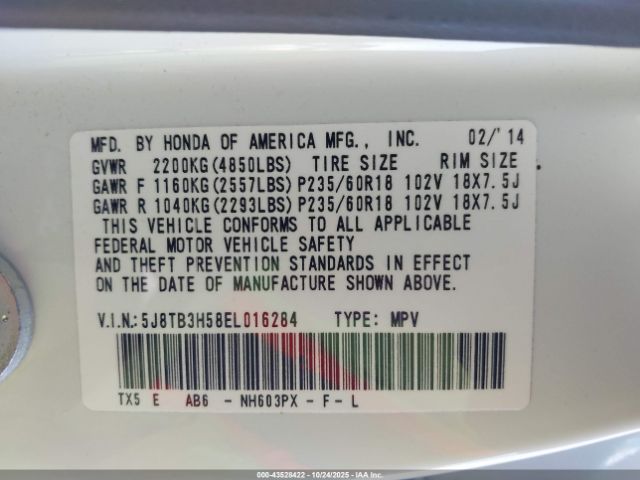 MFD. BY HONDA OF AMERICA MFG., INC. 02/'14
GVWR 2200KG(4850LBS) TIRE SIZE RIM SIZE
GAWR F 1160KG(2557LBS) P235/60R18 102V 18X7.5J
GAWR R 1040KG(2293LBS) P235/60R18 102V 18X7.5J
THIS VEHICLE CONFORMS TO ALL APPLICABLE
FEDERAL MOTOR VEHICLE SAFETY
AND THEFT PREVENTION STANDARDS IN EFFECT
ON THE DATE OF MANUFACTURE SHOWN ABOVE.
V.I.N.: 5J8TB3H58EL016284 TYPE: MPV
TX5 E AB6 - NH603PX - F - L
© -43528422 - 10/24/2025 - IAA, Inc.